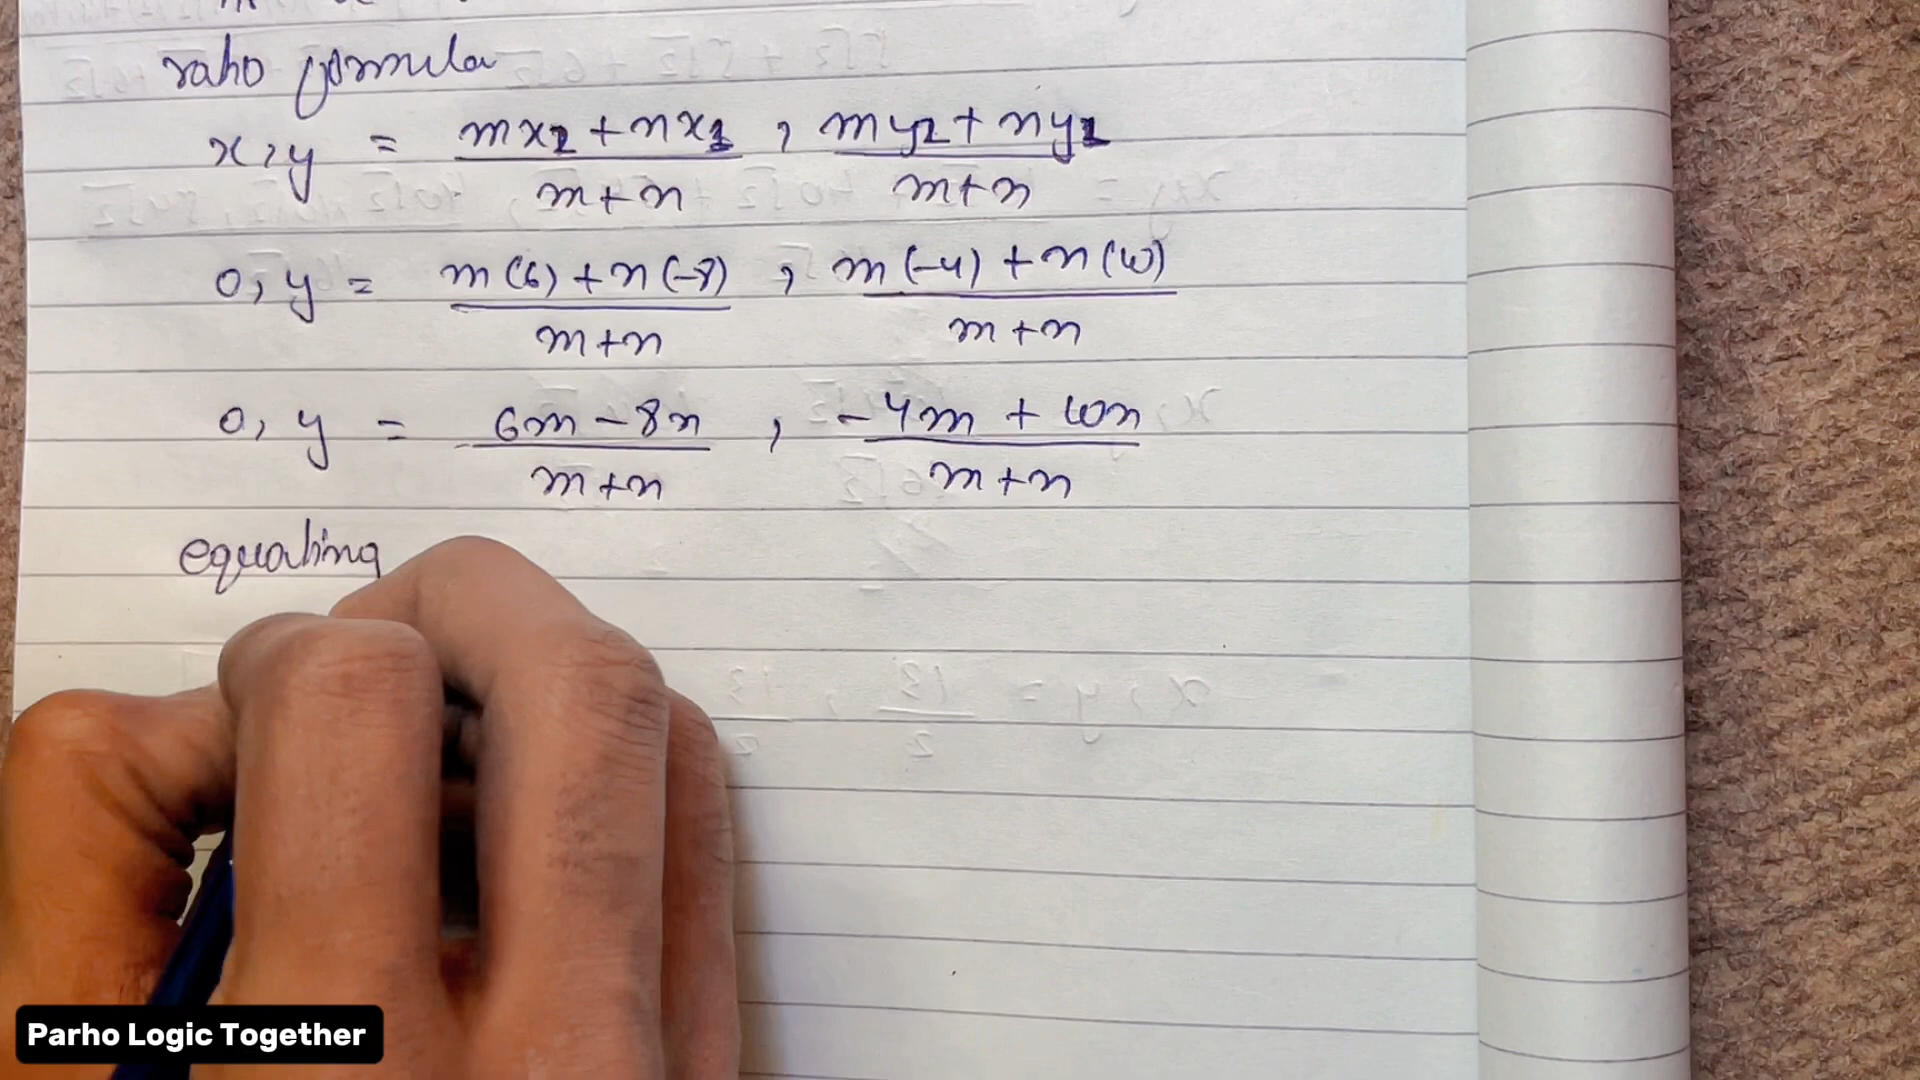 ratio formula
x, y = mx2 + nx1 / m+n , my2 + ny1 / m+n
0, y = m(6) + n(-8) / m+n , m(-4) + n(10) / m+n
0, y = 6m - 8n / m+n , -4m + 10n / m+n
equating
Parho Logic Together